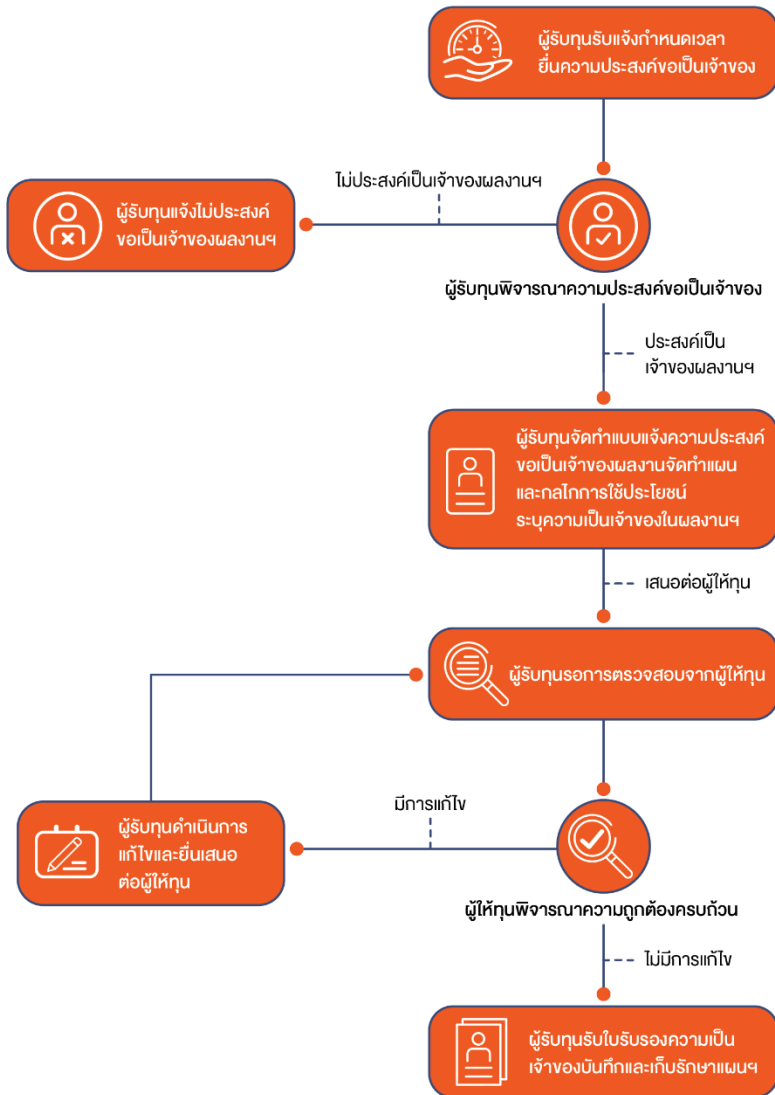 ผู้รับทุนรับแจ้งกำหนดเวลา
ยื่นความประสงค์ขอเป็นเจ้าของ
ไม่ประสงค์เป็นเจ้าของผลงานฯ
ผู้รับทุนแจ้งไม่ประสงค์
ขอเป็นเจ้าของผลงานฯ
ผู้รับทุนพิจารณาความประสงค์ขอเป็นเจ้าของ
ประสงค์เป็น
เจ้าของผลงานฯ
ผู้รับทุนจัดทำแบบแจ้งความประสงค์
ขอเป็นเจ้าของผลงานจัดทำแผน
และกลไกการใช้ประโยชน์
ระบุความเป็นเจ้าของในผลงานฯ
เสนอต่อผู้ให้ทุน
ผู้รับทุนรอการตรวจสอบจากผู้ให้ทุน
มีการแก้ไข
ผู้รับทุนดำเนินการ
แก้ไขและยื่นเสนอ
ต่อผู้ให้ทุน
ผู้ให้ทุนพิจารณาความถูกต้องครบถ้วน
ไม่มีการแก้ไข
ผู้รับทุนรับใบรับรองความเป็น
เจ้าของบันทึกและเก็บรักษาแผนฯ